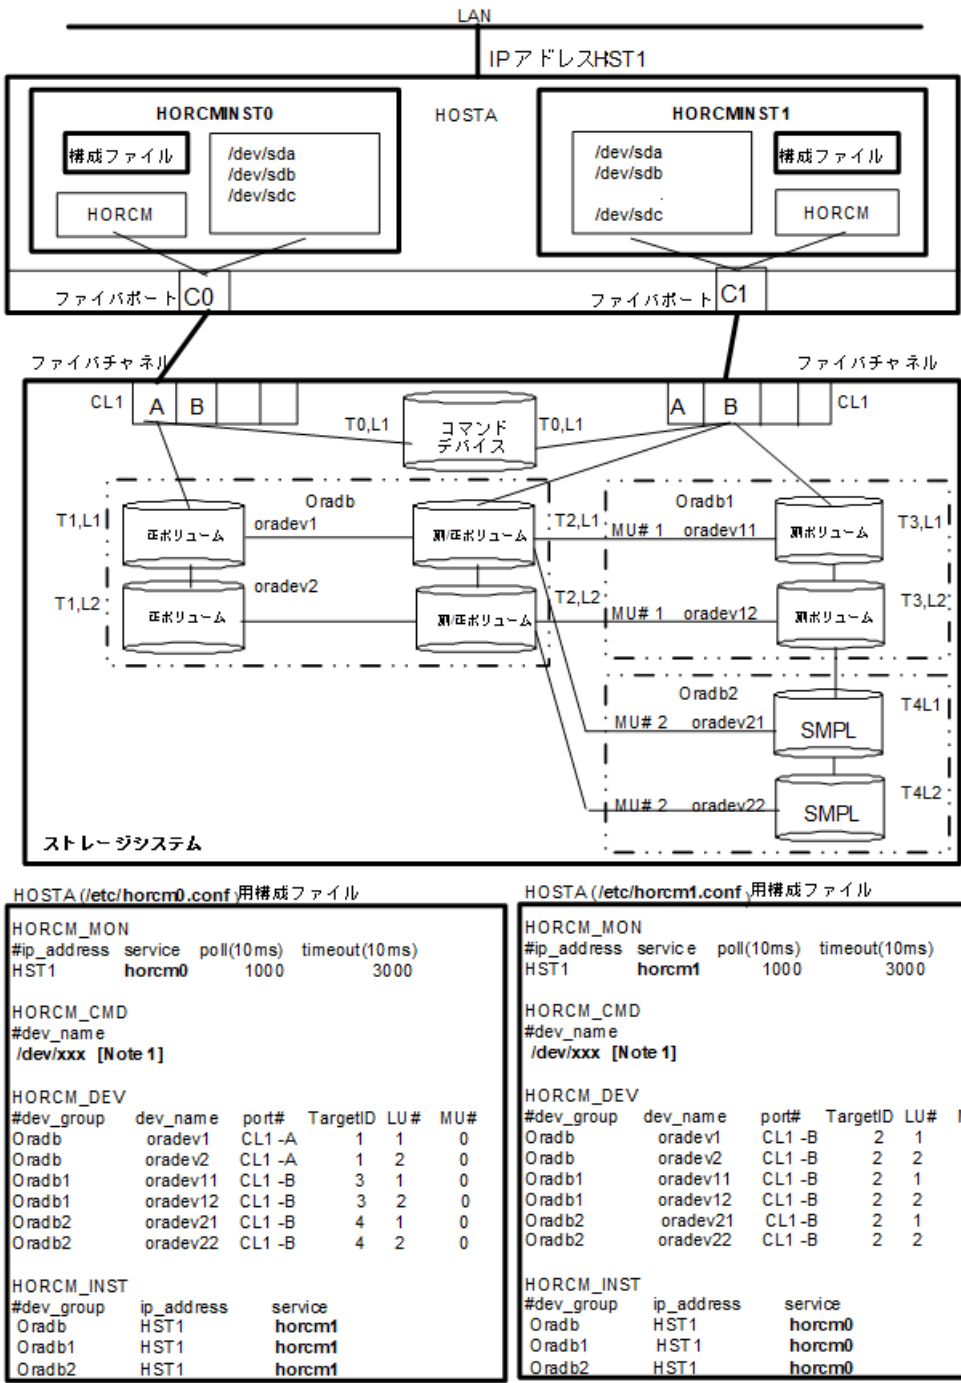 LAN
IPアドレスHST1
HORCMINST0
HOSTA
HORCMINST1
構成ファイル
/dev/sda
/dev/sdb
/dev/sdc
HORCM
/dev/sda
/dev/sdb
/dev/sdc
構成ファイル
HORCM
ファイバポート C0
ファイバポート C1
ファイバチャネル
ファイバチャネル
CL1 A B
A B CL1
T0,L1
コマンド
デバイス
T0,L1
Oradb
Oradb1
T1,L1
正ボリューム
oradev1
副/正ボリューム
T2,L1
MU# 1 oradev11
副ボリューム
T3,L1
T1,L2
正ボリューム
oradev2
副/正ボリューム
T2,L2
MU# 1 oradev12
副ボリューム
T3,L2
Oradb2
T4L1
MU# 2 oradev21
SMPL
T4L2
MU# 2 oradev22
SMPL
ストレージシステム
HOSTA (/etc/horcm0.conf)用構成ファイル
HORCM_MON
#ip_address service poll(10ms) timeout(10ms)
HST1 horcm0 1000 3000
HORCM_CMD
#dev_name
/dev/xxx [Note 1]
HORCM_DEV
#dev_group dev_name port# TargetID LU# MU#
Oradb oradev1 CL1 -A 1 1 0
Oradb oradev2 CL1 -A 1 2 0
Oradb1 oradev11 CL1 -B 3 1 0
Oradb1 oradev12 CL1 -B 3 2 0
Oradb2 oradev21 CL1 -B 4 1 0
Oradb2 oradev22 CL1 -B 4 2 0
HORCM_INST
#dev_group ip_address service
Oradb HST1 horcm1
Oradb1 HST1 horcm1
Oradb2 HST1 horcm1
HOSTA (/etc/horcm1.conf)用構成ファイル
HORCM_MON
#ip_address service poll(10ms) timeout(10ms)
HST1 horcm1 1000 3000
HORCM_CMD
#dev_name
/dev/xxx [Note 1]
HORCM_DEV
#dev_group dev_name port# TargetID LU#
Oradb oradev1 CL1 -B 2 1
Oradb oradev2 CL1 -B 2 2
Oradb1 oradev11 CL1 -B 2 1
Oradb1 oradev12 CL1 -B 2 2
Oradb2 oradev21 CL1 -B 2 1
Oradb2 oradev22 CL1 -B 2 2
HORCM_INST
#dev_group ip_address service
Oradb HST1 horcm0
Oradb1 HST1 horcm0
Oradb2 HST1 horcm0